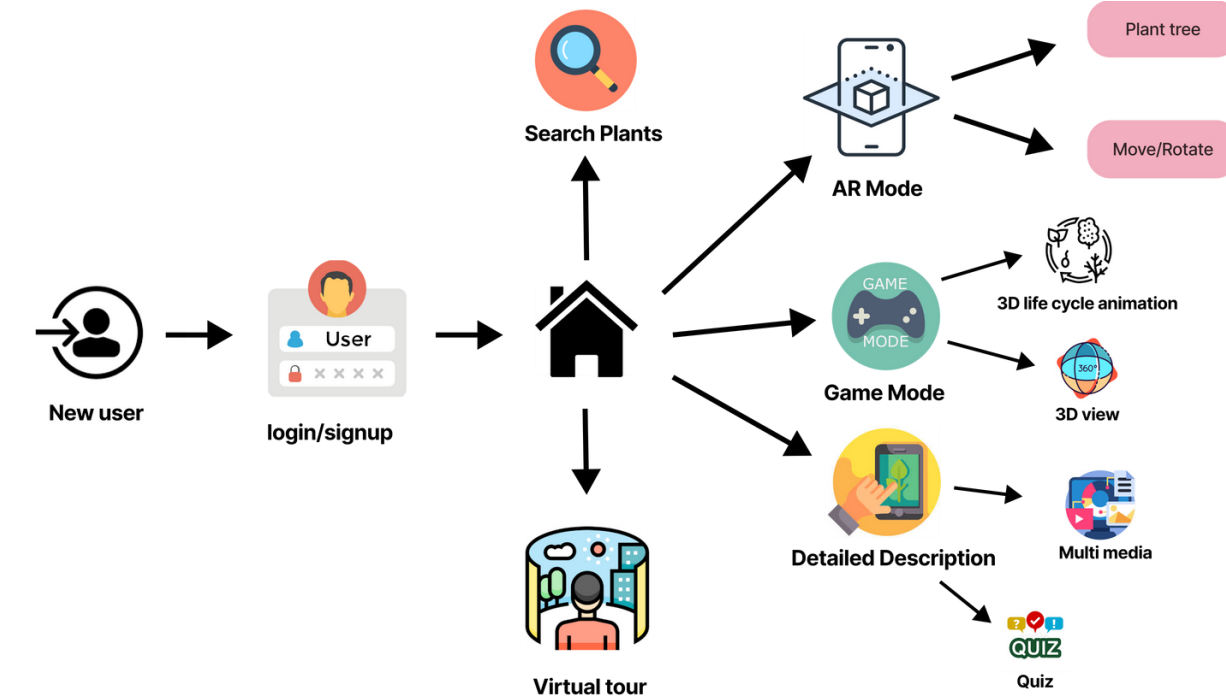 Plant tree
Search Plants
Move/Rotate
AR Mode
GAME
MODE
3D life cycle animation
User
× × × ×
360°
New user
Game Mode
3D view
login/signup
Detailed Description
Multi media
? !
QUIZ
Quiz
Virtual tour